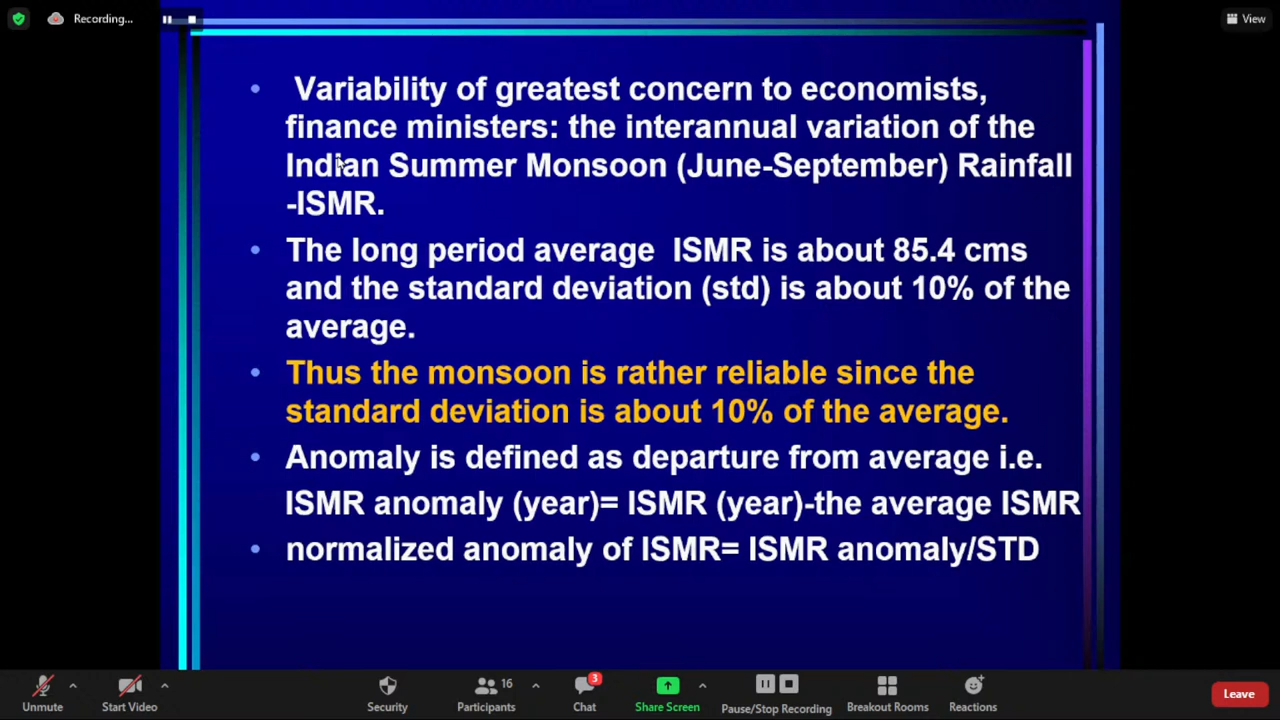 Recording...
View
• Variability of greatest concern to economists,
finance ministers: the interannual variation of the
Indian Summer Monsoon (June-September) Rainfall
-ISMR.
• The long period average ISMR is about 85.4 cms
and the standard deviation (std) is about 10% of the
average.
• Thus the monsoon is rather reliable since the
standard deviation is about 10% of the average.
• Anomaly is defined as departure from average i.e.
ISMR anomaly (year)= ISMR (year)-the average ISMR
• normalized anomaly of ISMR= ISMR anomaly/STD
16
3
Unmute
Start Video
Security
Participants
Chat
Share Screen
Pause/Stop Recording
Breakout Rooms
Reactions
Leave